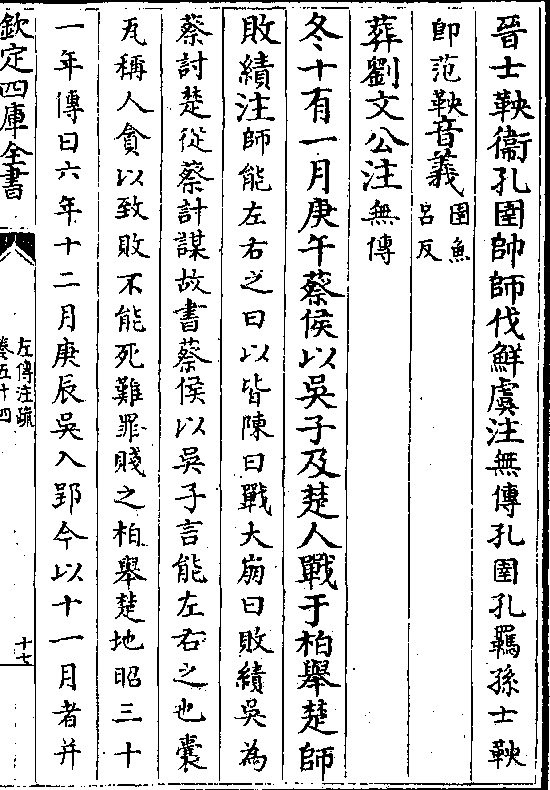 晉士鞅衞孔圉帥師伐鮮虞注無傳孔圉孔羈孫士鞅
即范鞅音義圉魚
呂反
葬劉文公注無傳
冬十有一月庚午蔡侯以吳子及楚人戰于柏舉楚師
敗績注師能左右之曰以皆陳曰戰大崩曰敗績吳為
蔡討楚從蔡計謀故書蔡侯以吳子言能左右之也囊
瓦稱人貪以致敗不能死難罪賤之柏舉楚地昭三十
一年傳曰六年十二月庚辰吳入郢今以十一月者并
欽定四庫全書
左傳注疏
卷五十四
十七